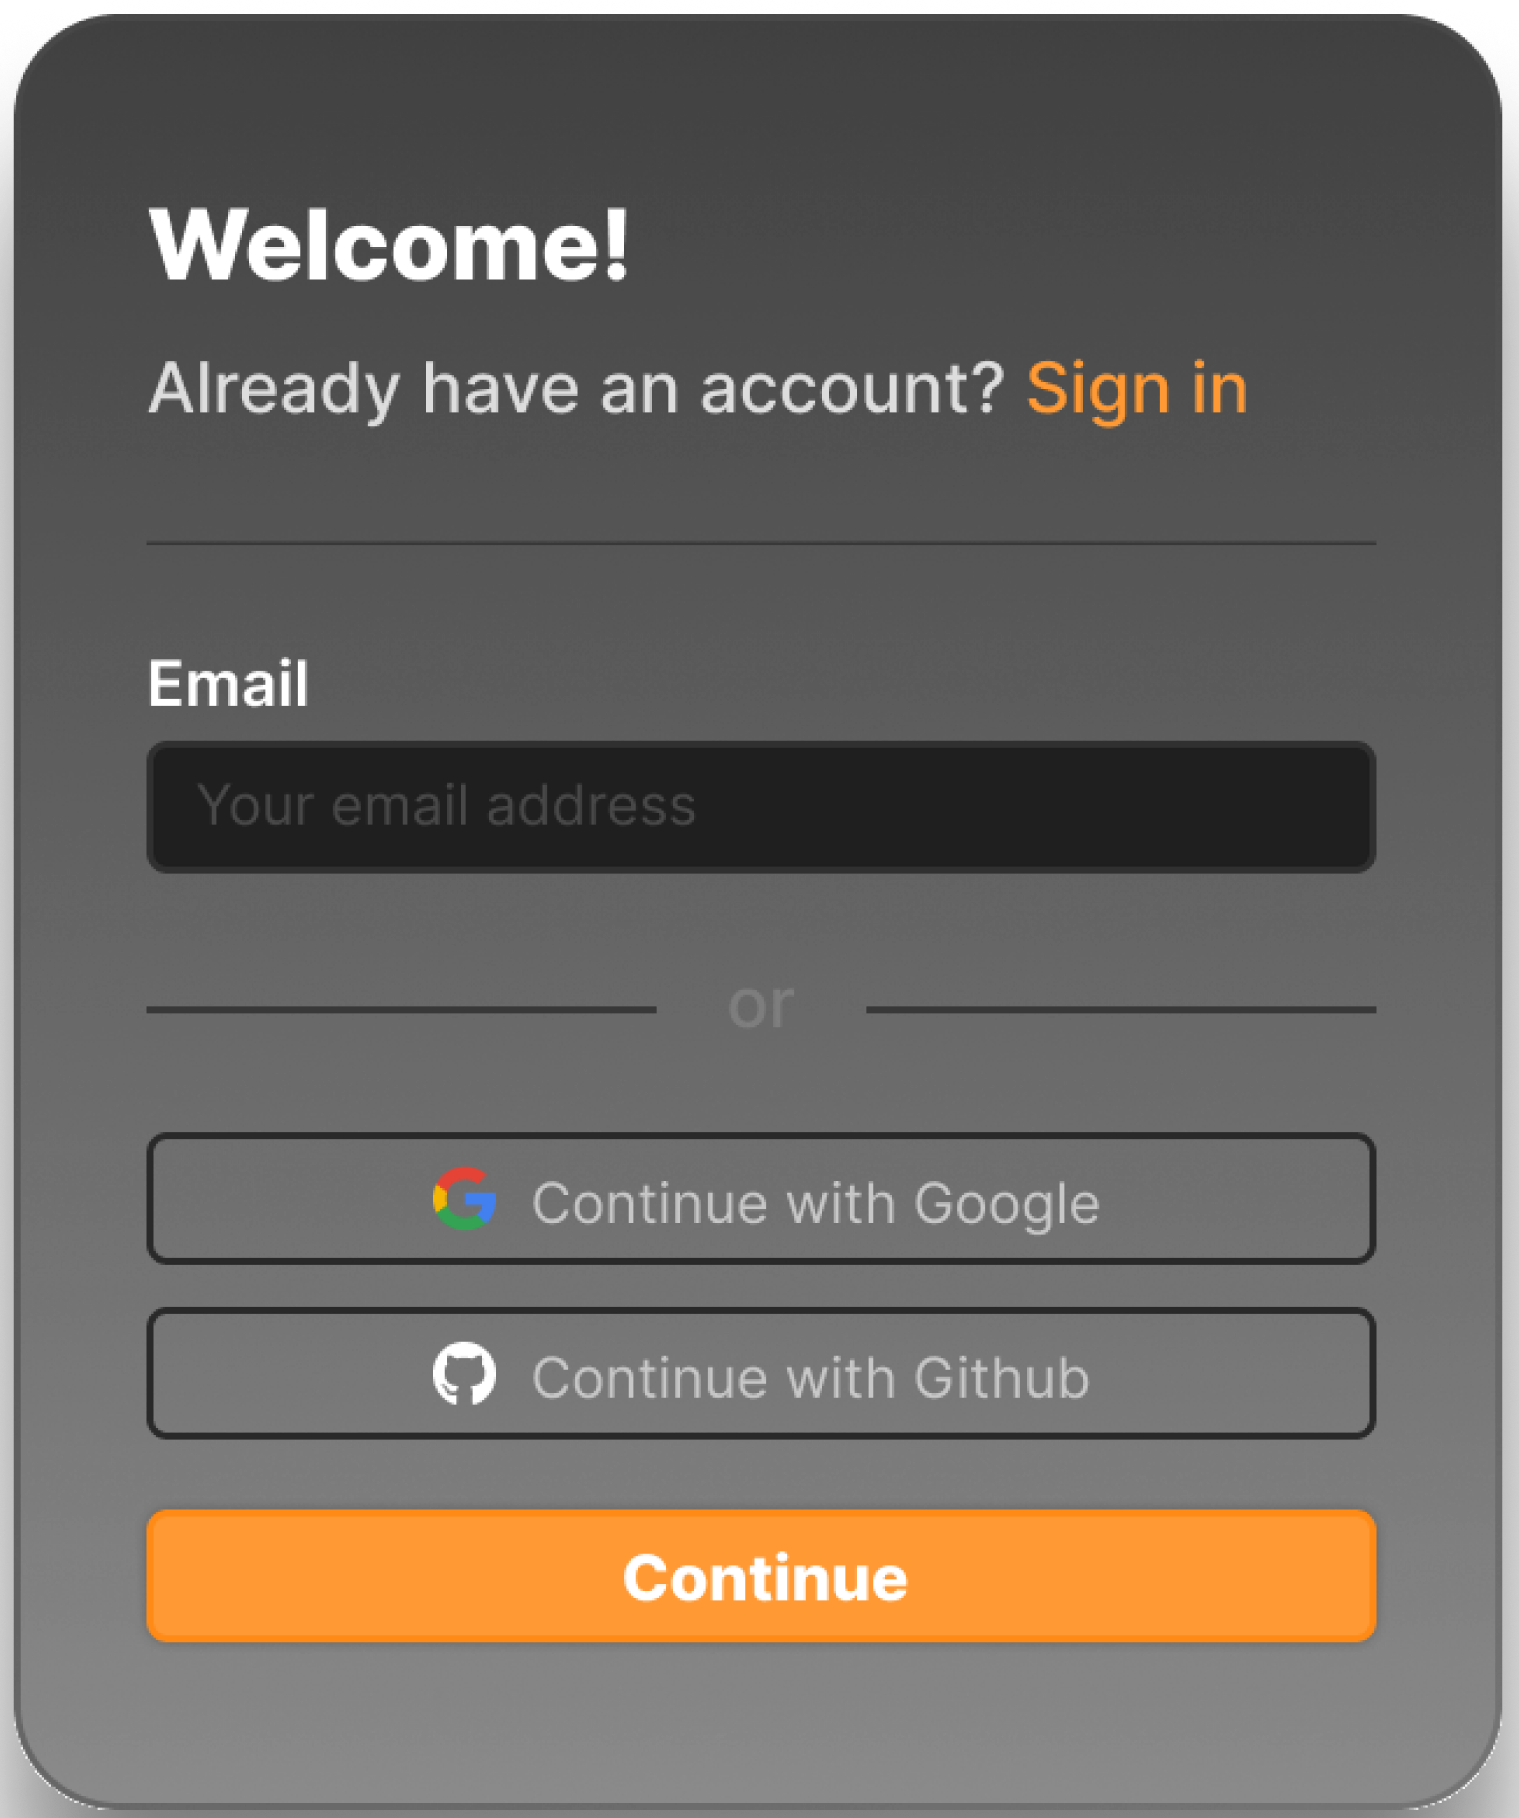 Welcome!
Already have an account? Sign in
Email
Your email address
or
Continue with Google
Continue with Github
Continue